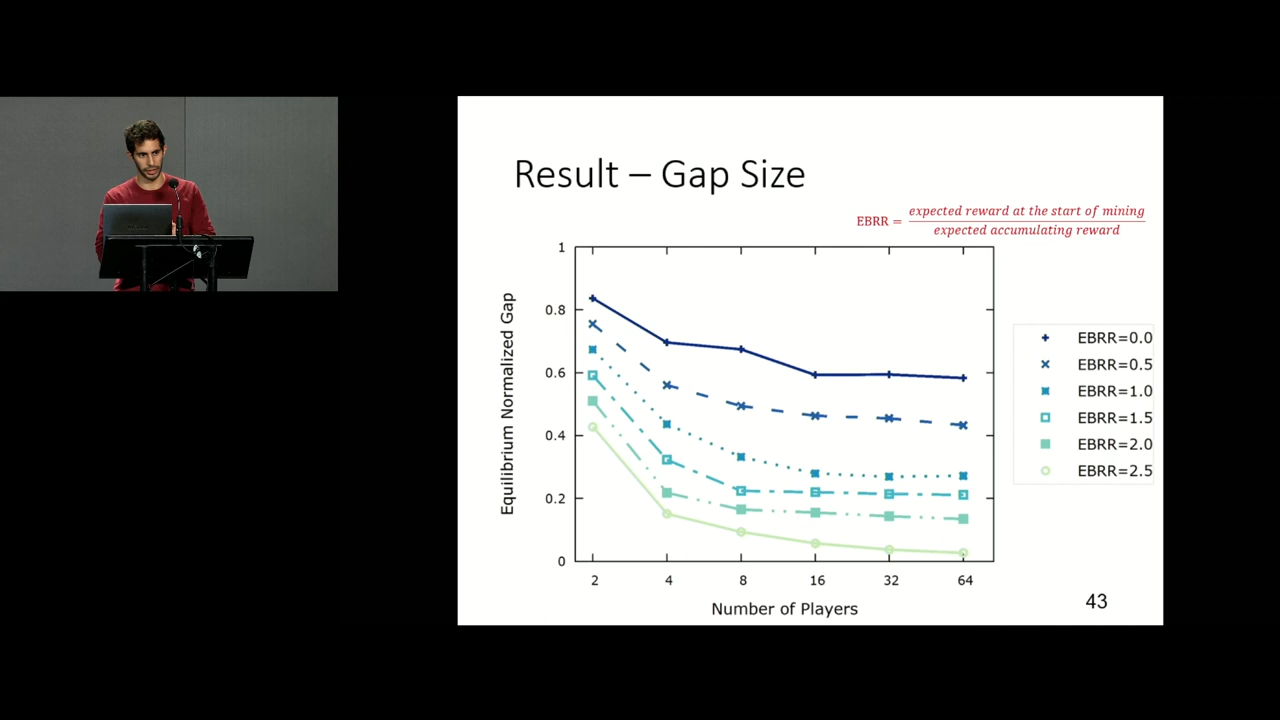 Result – Gap Size
EBRR = expected reward at the start of mining
expected accumulating reward
1
0.8
0.6
0.4
0.2
0
Equilibrium Normalized Gap
2 4 8 16 32 64
Number of Players
EBRR=0.0
EBRR=0.5
EBRR=1.0
EBRR=1.5
EBRR=2.0
EBRR=2.5
43